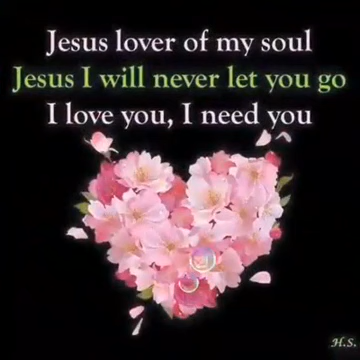 Jesus lover of my soul
Jesus I will never let you go
I love you, I need you
H.S.